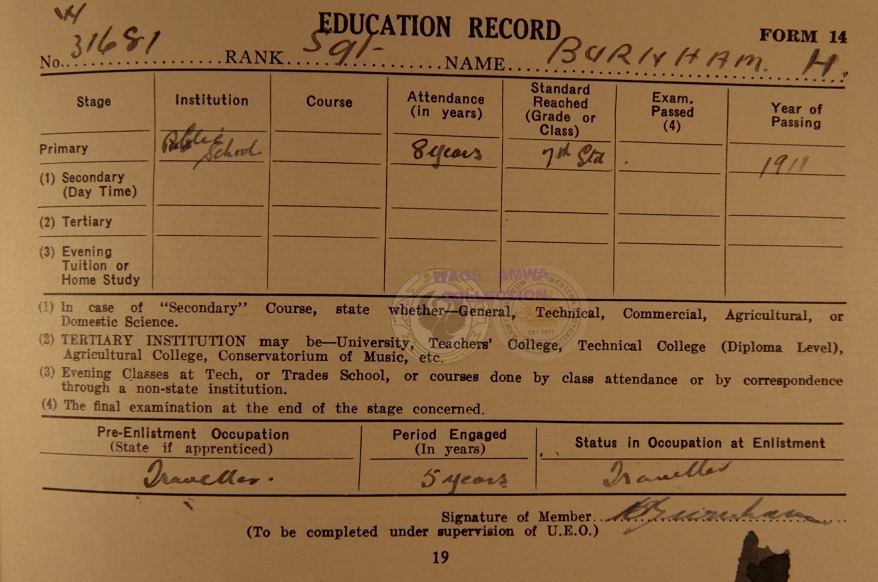 W
EDUCATION RECORD FORM 14
No. 31681 RANK Sgt NAME BURNHAM. H.
Stage Institution Course Attendance (in years) Standard Reached (Grade or Class) Exam. Passed (4) Year of Passing
Primary Public School 8 years 7th Std 1911
(1) Secondary (Day Time)
(2) Tertiary
(3) Evening Tuition or Home Study
WAGS - AMWA
COLLECTION
(1) In case of "Secondary" Course, state whether—General, Technical, Commercial, Agricultural, or
Domestic Science.
(2) TERTIARY INSTITUTION may be—University, Teachers' College, Technical College (Diploma Level),
Agricultural College, Conservatorium of Music, etc.
(3) Evening Classes at Tech, or Trades School, or courses done by class attendance or by correspondence
through a non-state institution.
(4) The final examination at the end of the stage concerned.
Pre-Enlistment Occupation Period Engaged Status in Occupation at Enlistment
(State if apprenticed) (In years)
Traveller. 5 years Traveller
Signature of Member HBurnham
(To be completed under supervision of U.E.O.)
19